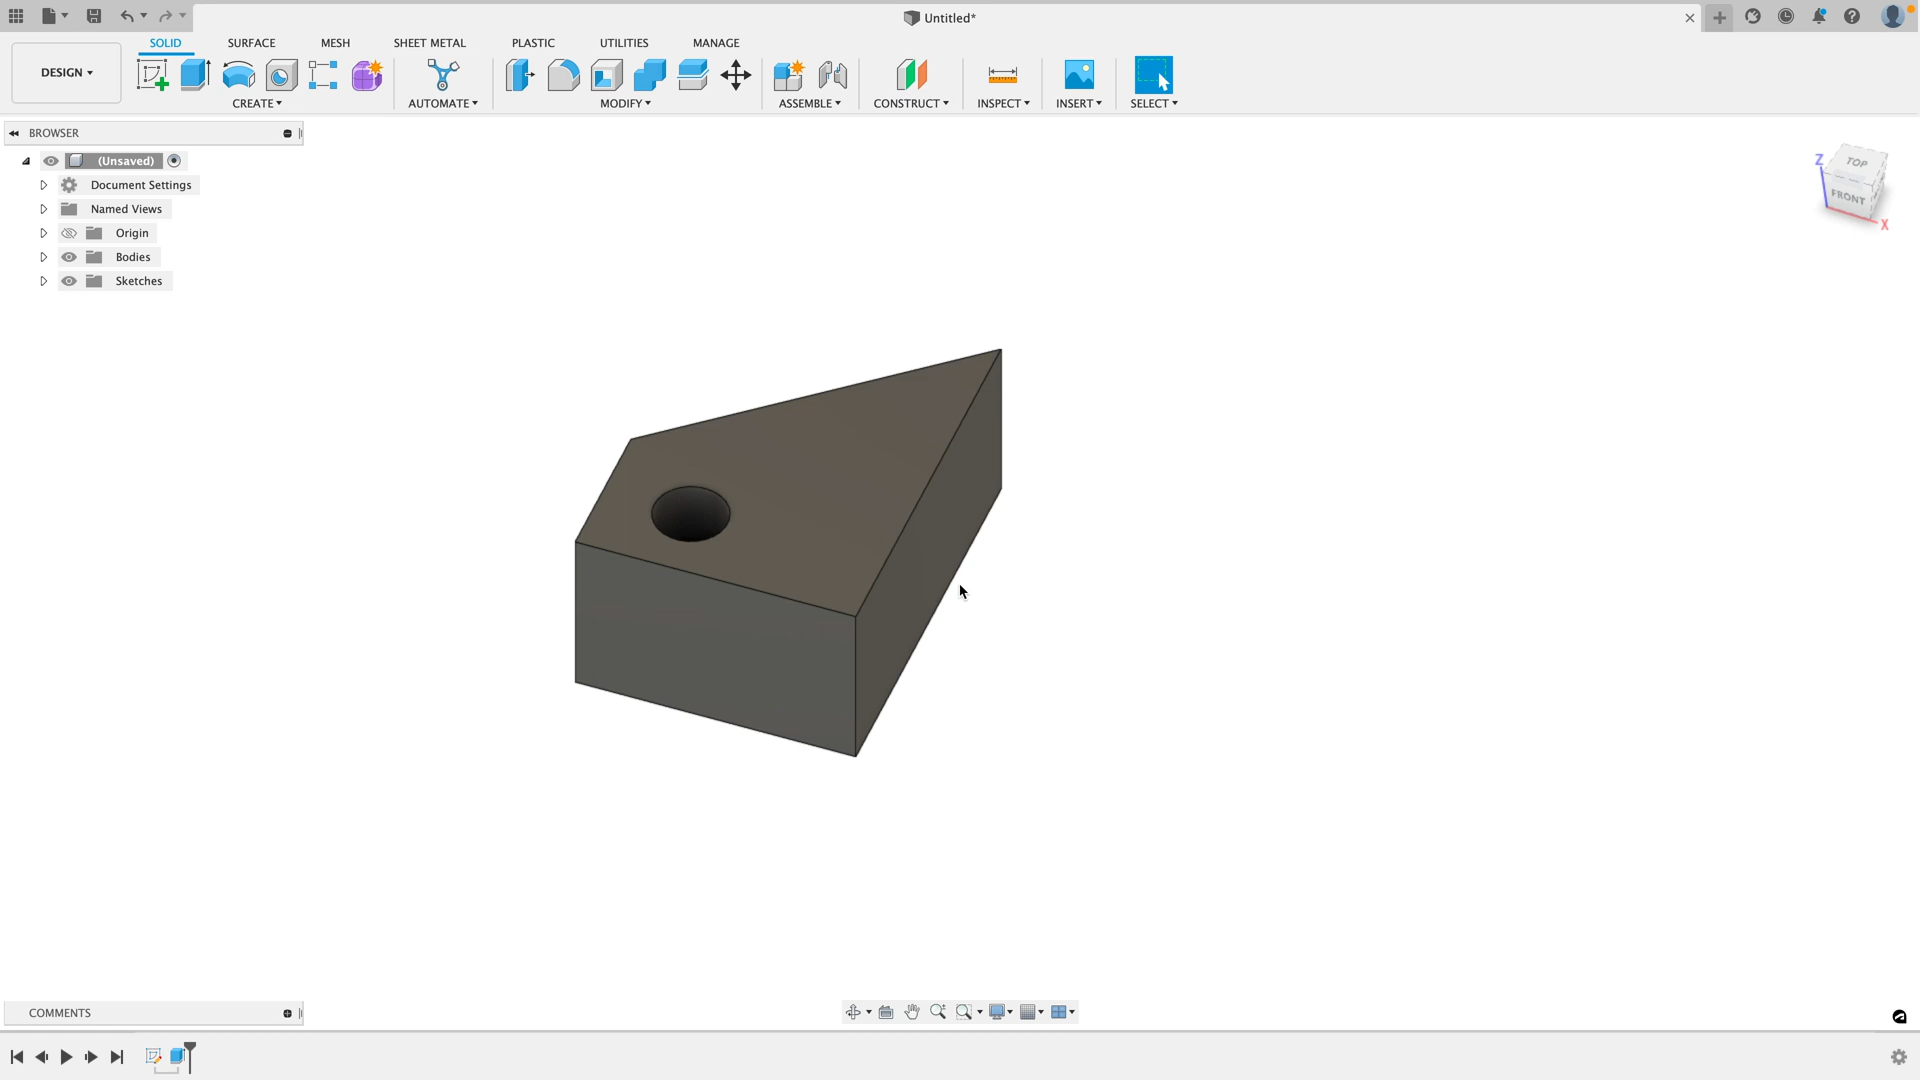 Untitled*
SOLID SURFACE MESH SHEET METAL PLASTIC UTILITIES MANAGE
DESIGN
CREATE AUTOMATE MODIFY ASSEMBLE CONSTRUCT INSPECT INSERT SELECT
BROWSER
(Unsaved)
Document Settings
Named Views
Origin
Bodies
Sketches
Z
TOP
FRONT
X
COMMENTS